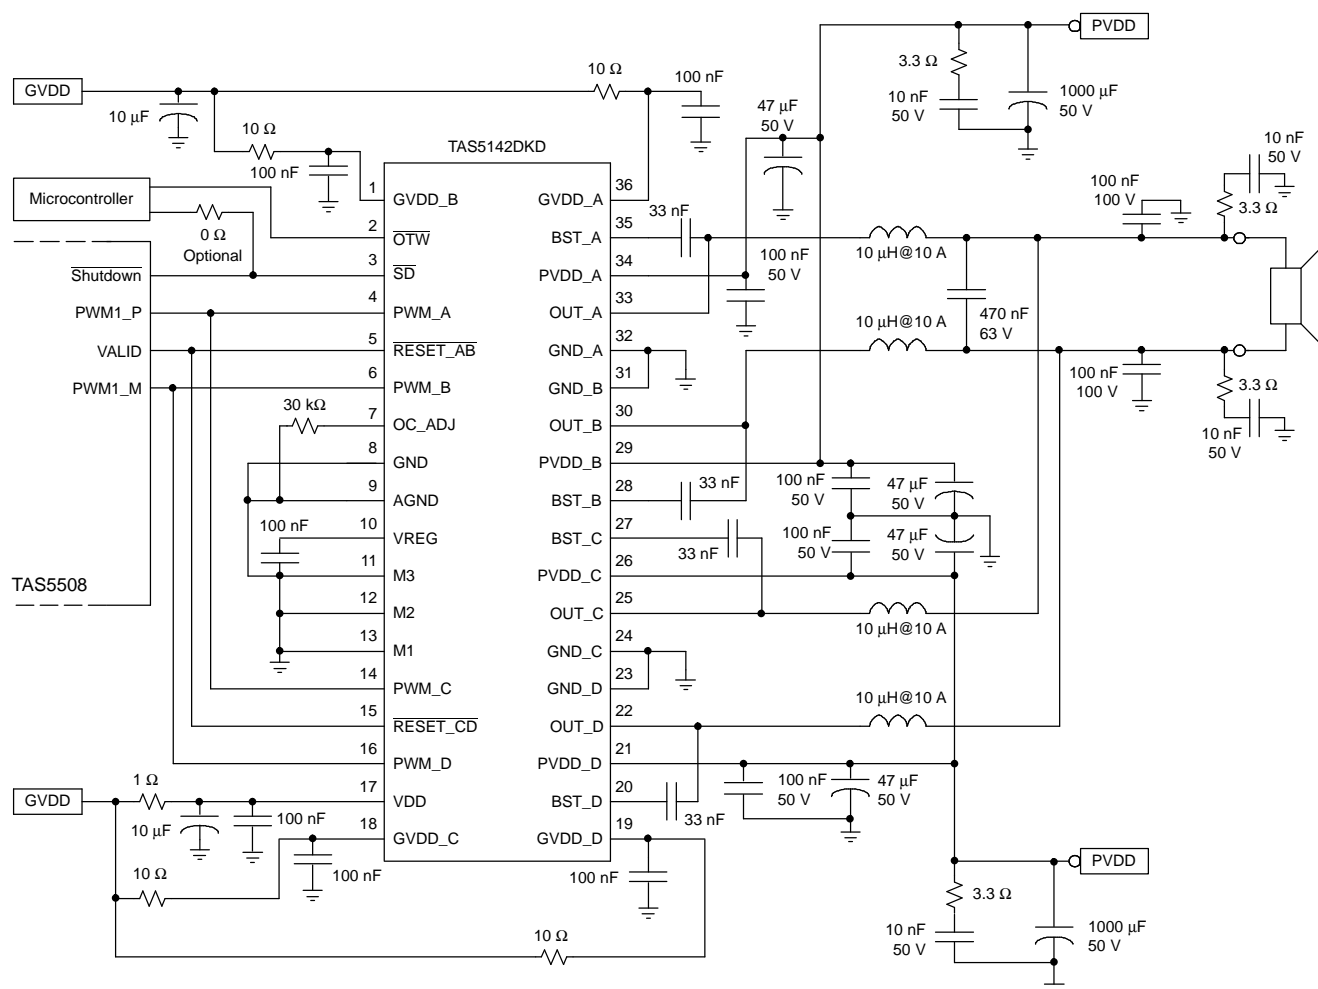 PVDD
3.3 Ω
10 nF
50 V
1000 µF
50 V
GVDD
10 µF
10 Ω
100 nF
47 µF
50 V
10 Ω
100 nF
TAS5142DKD
10 nF
50 V
3.3 Ω
100 nF
100 V
Microcontroller
0 Ω
Optional
Shutdown
PWM1_P
VALID
PWM1_M
TAS5508
1
GVDD_B
2
OTW
3
SD
4
PWM_A
5
RESET_AB
6
PWM_B
30 kΩ
7
OC_ADJ
8
GND
9
AGND
100 nF
10
VREG
11
M3
12
M2
13
M1
14
PWM_C
15
RESET_CD
16
PWM_D
17
VDD
18
GVDD_C
36
GVDD_A
35
BST_A
34
PVDD_A
33
OUT_A
32
GND_A
31
GND_B
30
OUT_B
29
PVDD_B
28
BST_B
27
BST_C
26
PVDD_C
25
OUT_C
24
GND_C
23
GND_D
22
OUT_D
21
PVDD_D
20
BST_D
19
GVDD_D
33 nF
100 nF
50 V
10 µH@10 A
10 µH@10 A
470 nF
63 V
100 nF
100 V
3.3 Ω
10 nF
50 V
33 nF
100 nF
50 V
47 µF
50 V
33 nF
100 nF
50 V
47 µF
50 V
10 µH@10 A
10 µH@10 A
100 nF
50 V
47 µF
50 V
33 nF
GVDD
1 Ω
10 µF
100 nF
100 nF
10 Ω
100 nF
10 Ω
PVDD
3.3 Ω
10 nF
50 V
1000 µF
50 V